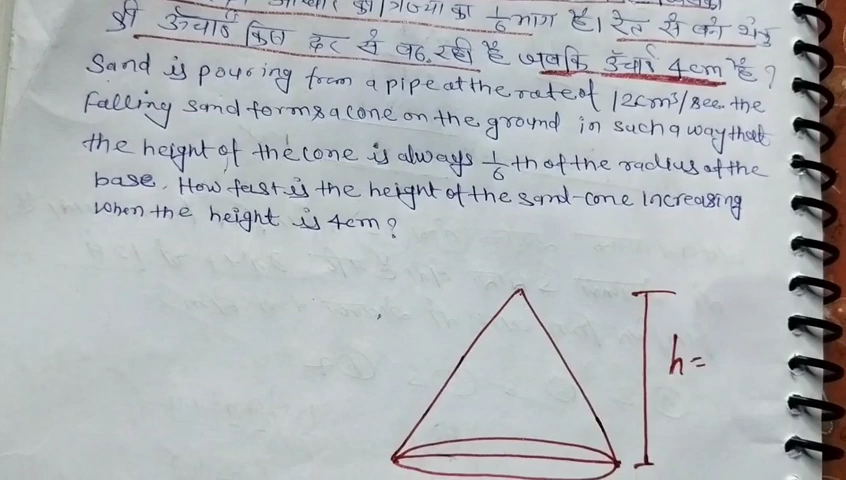 आधार की त्रिज्या का 1/6 भाग है। रेत से बने शंकु
की ऊँचाई किस दर से बढ़ रही है जबकि ऊँचाई 4cm है?
Sand is pouring from a pipe at the rate of 12cm³/sec. the
falling sand forms a cone on the ground in such a way that
the height of the cone is always 1/6 th of the radius of the
base. How fast is the height of the sand-cone Increasing
when the height is 4cm?
h=